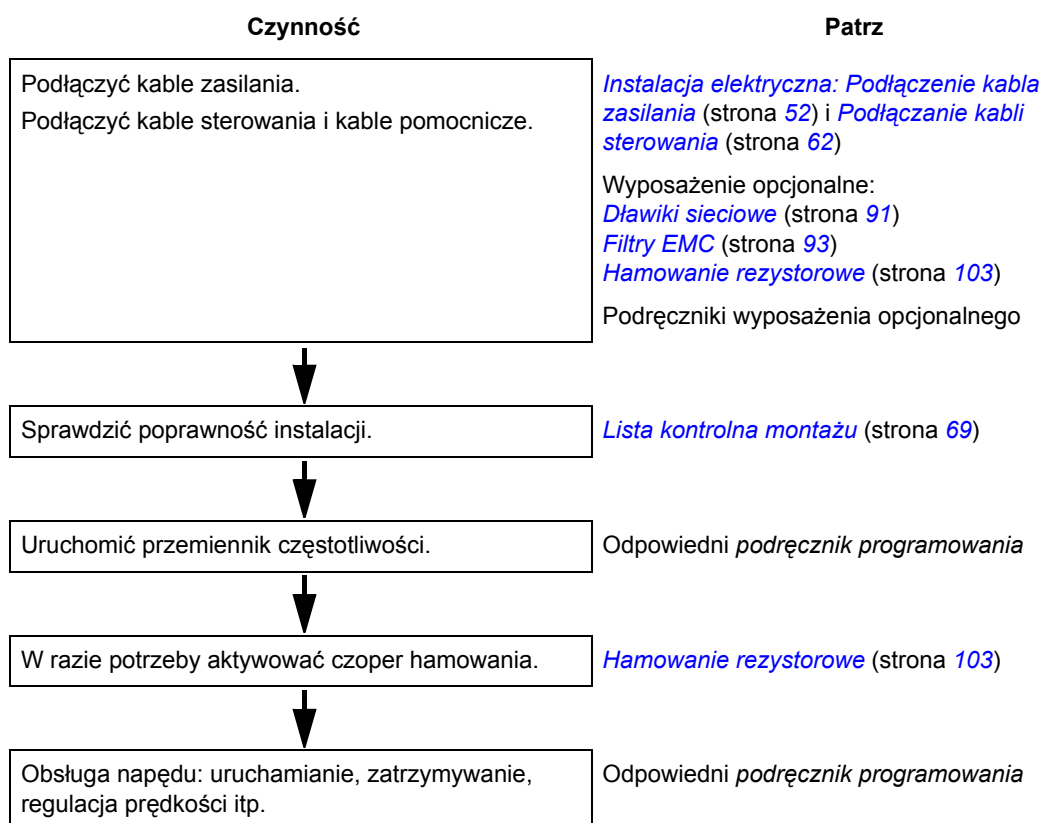 Czynność
Patrz
Podłączyć kable zasilania.
Podłączyć kable sterowania i kable pomocnicze.
Instalacja elektryczna: Podłączenie kabla
zasilania (strona 52) i Podłączanie kabli
sterowania (strona 62)
Wyposażenie opcjonalne:
Dławiki sieciowe (strona 91)
Filtry EMC (strona 93)
Hamowanie rezystorowe (strona 103)
Podręczniki wyposażenia opcjonalnego
Sprawdzić poprawność instalacji.
Lista kontrolna montażu (strona 69)
Uruchomić przemiennik częstotliwości.
Odpowiedni podręcznik programowania
W razie potrzeby aktywować czoper hamowania.
Hamowanie rezystorowe (strona 103)
Obsługa napędu: uruchamianie, zatrzymywanie,
regulacja prędkości itp.
Odpowiedni podręcznik programowania